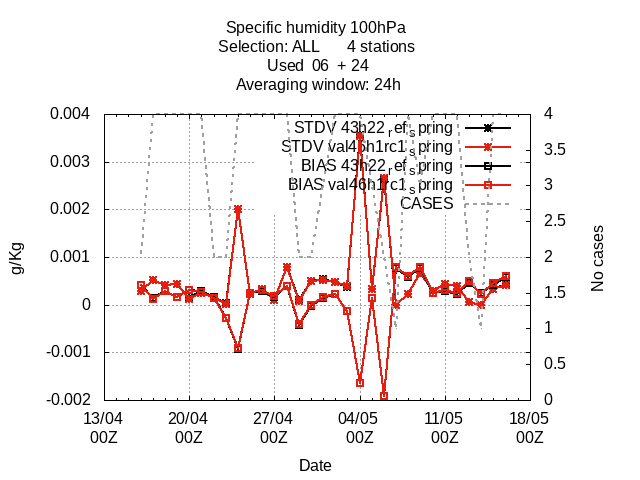 Specific humidity 100hPa
Selection: ALL 4 stations
Used 06 + 24
Averaging window: 24h
0.004
0.003
0.002
0.001
0
-0.001
-0.002
g/Kg
4
3.5
3
2.5
2
1.5
1
0.5
0
No cases
STDV 43h22_ref_spring
STDV val46h1rc1_spring
BIAS 43h22_ref_spring
BIAS val46h1rc1_spring
CASES
13/04 20/04 27/04 04/05 11/05 18/05
00Z 00Z 00Z 00Z 00Z 00Z
Date